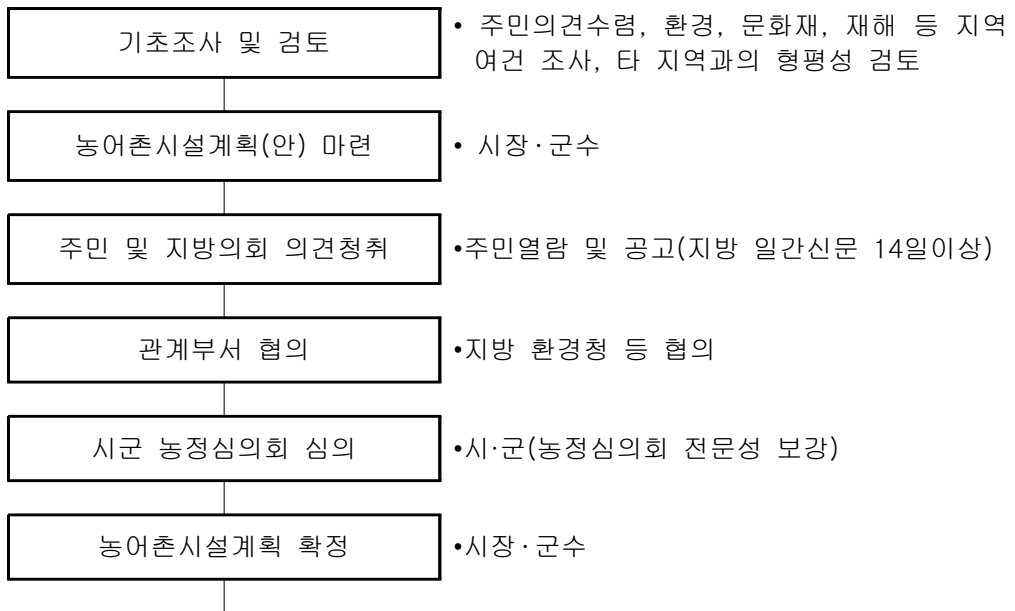 기초조사 및 검토
• 주민의견수렴, 환경, 문화재, 재해 등 지역
여건 조사, 타 지역과의 형평성 검토
농어촌시설계획(안) 마련
• 시장·군수
주민 및 지방의회 의견청취
•주민열람 및 공고(지방 일간신문 14일이상)
관계부서 협의
•지방 환경청 등 협의
시군 농정심의회 심의
•시·군(농정심의회 전문성 보강)
농어촌시설계획 확정
•시장·군수